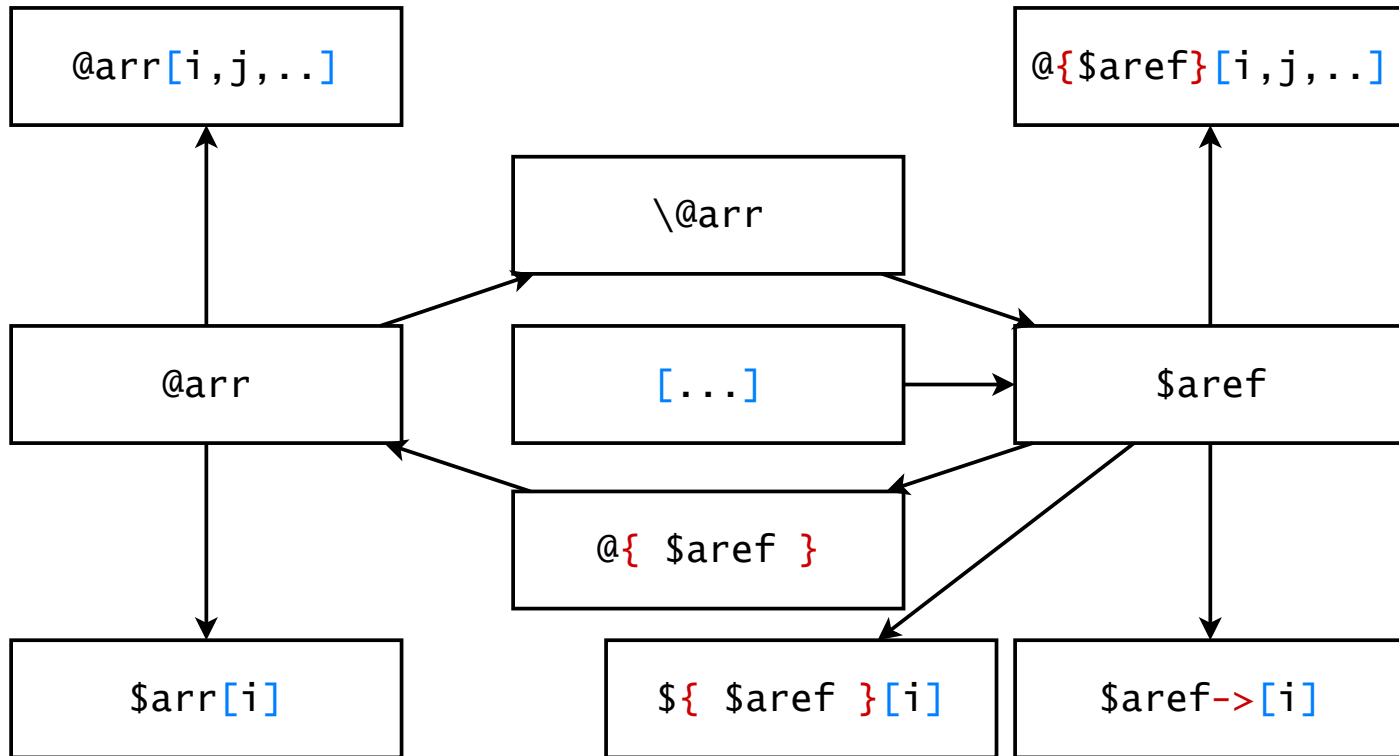 @arr[i,j,..]
@{$aref}[i,j,..]
\@arr
@arr
[...]
$aref
@{ $aref }
$arr[i]
${ $aref }[i]
$aref->[i]